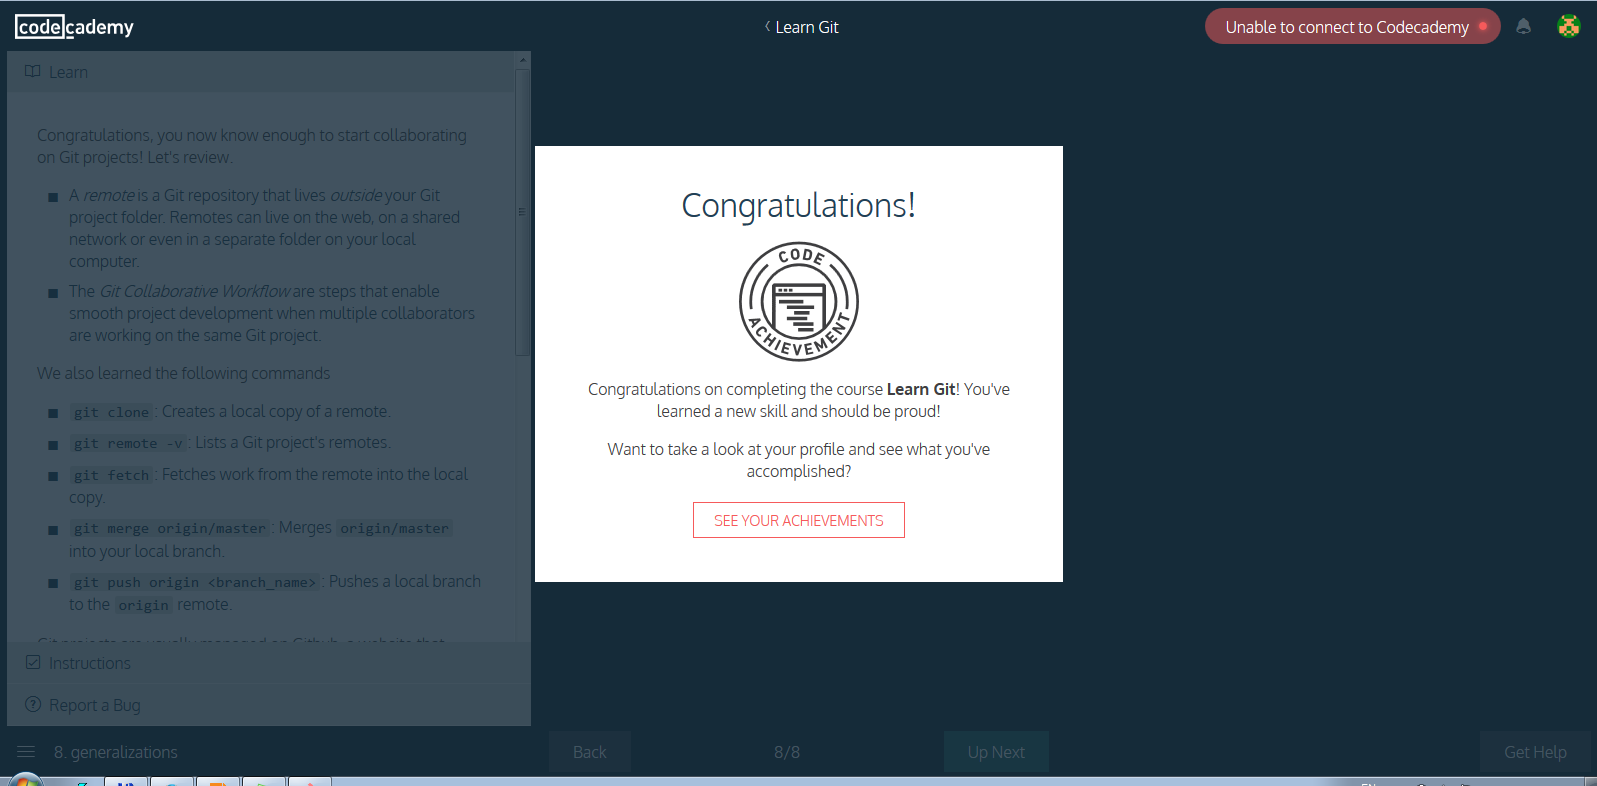 codecademy
Learn Git
Unable to connect to Codecademy
Learn
Congratulations, you now know enough to start collaborating
on Git projects! Let's review.
A remote is a Git repository that lives outside your Git
project folder. Remotes can live on the web, on a shared
network or even in a separate folder on your local
computer.
The Git Collaborative Workflow are steps that enable
smooth project development when multiple collaborators
are working on the same Git project.
We also learned the following commands
git clone: Creates a local copy of a remote.
git remote -v: Lists a Git project's remotes.
git fetch: Fetches work from the remote into the local
copy.
git merge origin/master: Merges origin/master
into your local branch.
git push origin <branch_name>: Pushes a local branch
to the origin remote.
Git projects are usually managed on Github, a website that
Instructions
Report a Bug
Congratulations!
CODE
ACHIEVEMENT
Congratulations on completing the course Learn Git! You've
learned a new skill and should be proud!
Want to take a look at your profile and see what you've
accomplished?
SEE YOUR ACHIEVEMENTS
8. generalizations
Back
8/8
Up Next
Get Help